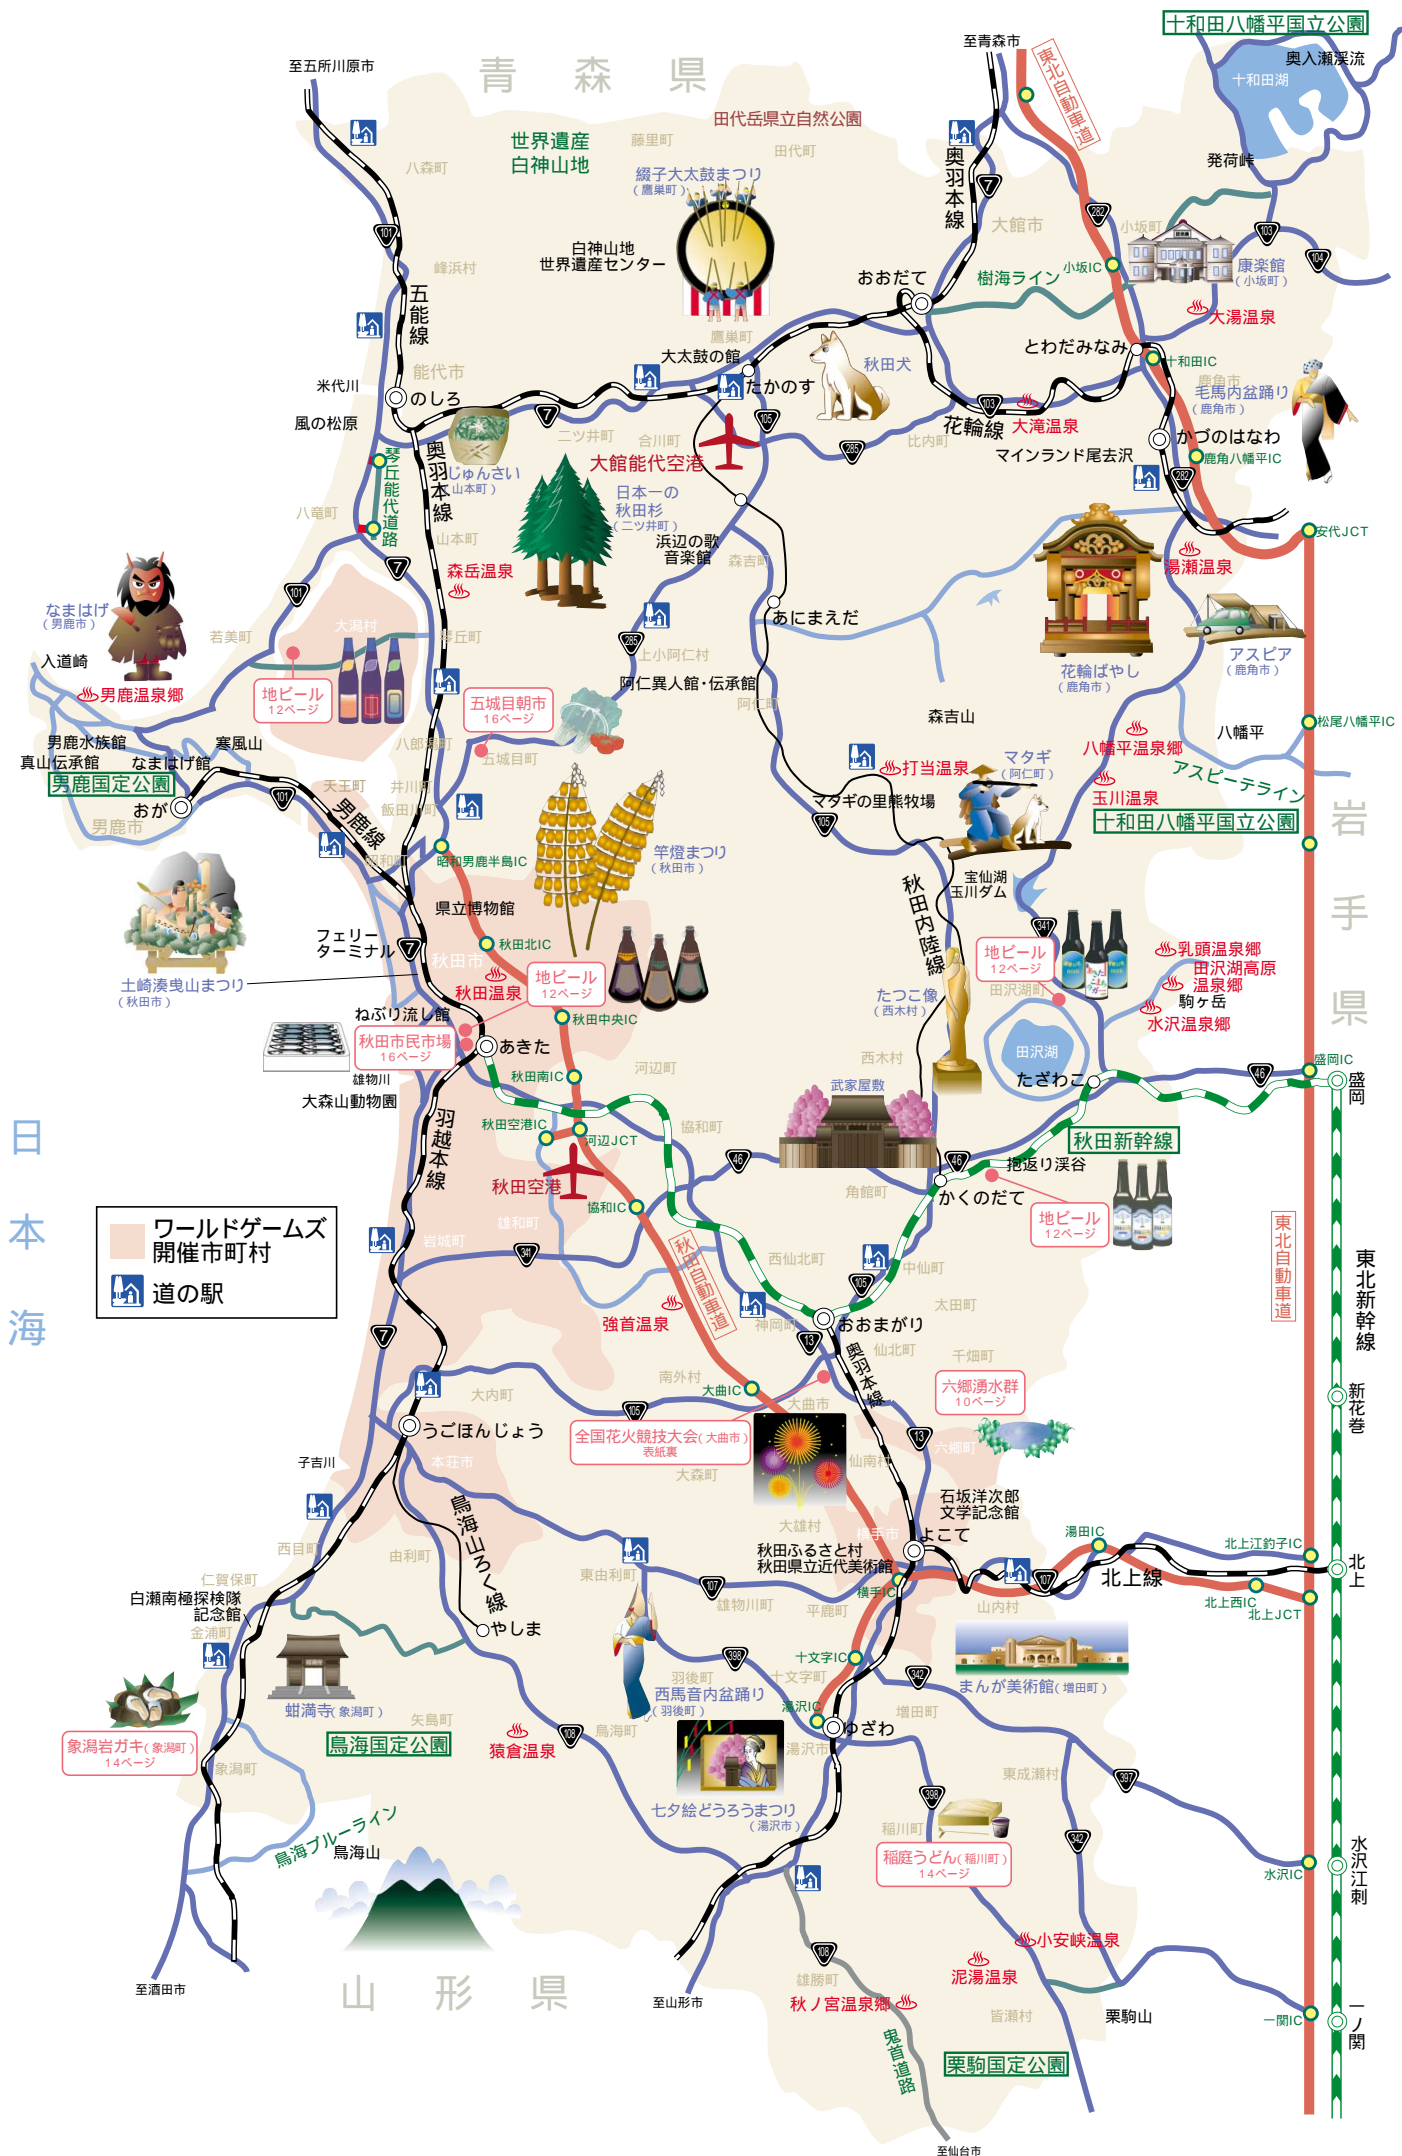 十和田八幡平国立公園
至青森市
奥入瀬渓流
至五所川原市
青森県
東北自動車道
十和田湖
田代岳県立自然公園
世界遺産
白神山地
藤里町
田代町
発荷峠
八森町
綴子大太鼓まつり
(鷹巣町)
奥羽本線
7
282
大館市
小坂町
103
101
白神山地
世界遺産センター
104
峰浜村
小坂IC
康楽館
(小坂町)
おおだて
樹海ライン
五能線
大湯温泉
鷹巣町
大太鼓の館
とわだみなみ
十和田IC
秋田犬
能代市
米代川
たかのす
鹿角市
毛馬内盆踊り
(鹿角市)
のしろ
7
105
103
花輪線
大滝温泉
風の松原
二ツ井町
合川町
285
比内町
かづのはなわ
マインランド尾去沢
鹿角八幡平IC
琴丘能代道路
奥羽本線
じゅんさい
(山本町)
大館能代空港
282
日本一の
秋田杉
(二ツ井町)
八竜町
山本町
浜辺の歌
音楽館
森吉町
安代JCT
7
森岳温泉
湯瀬温泉
101
なまはげ
(男鹿市)
あにまえだ
若美町
大潟村
琴丘町
285
上小阿仁村
入道崎
アスピア
(鹿角市)
花輪ばやし
(鹿角市)
阿仁異人館・伝承館
男鹿温泉郷
地ビール
12ページ
五城目朝市
16ページ
阿仁町
森吉山
松尾八幡平IC
八幡平
男鹿水族館
寒風山
八郎潟町
五城目町
八幡平温泉郷
真山伝承館
なまはげ館
マタギ
(阿仁町)
打当温泉
アスピーテライン
男鹿国定公園
天王町
井川町
玉川温泉
おが
101
飯田川町
マタギの里熊牧場
岩手県
男鹿市
男鹿線
105
十和田八幡平国立公園
昭和町
昭和男鹿半島IC
竿燈まつり
(秋田市)
宝仙湖
玉川ダム
秋田内陸線
県立博物館
341
フェリー
ターミナル
7
秋田北IC
地ビール
12ページ
乳頭温泉郷
秋田市
田沢湖高原
温泉郷
土崎湊曳山まつり
(秋田市)
秋田温泉
地ビール
12ページ
たつこ像
(西木村)
田沢湖町
駒ヶ岳
ねぶり流し館
秋田中央IC
水沢温泉郷
秋田市民市場
16ページ
あきた
田沢湖
西木村
盛岡IC
雄物川
秋田南IC
河辺町
たざわこ
46
盛岡
大森山動物園
武家屋敷
羽越本線
秋田空港IC
協和町
日本海
河辺JCT
秋田新幹線
46
46
抱返り渓谷
秋田空港
角館町
かくのだて
協和IC
地ビール
12ページ
ワールドゲームズ
開催市町村
道の駅
雄和町
東北自動車道
岩城町
341
秋田自動車道
西仙北町
中仙町
東北新幹線
105
強首温泉
神岡町
太田町
おおまがり
7
13
仙北町
奥羽本線
千畑町
南外村
大曲IC
六郷湧水群
10ページ
新花巻
大内町
105
大曲市
うごほんじょう
全国花火競技大会(大曲市)
表紙裏
13
六郷町
子吉川
本荘市
仙南村
大森町
鳥海山ろく線
石坂洋次郎
文学記念館
大雄村
横手市
よこて
湯田IC
北上江釣子IC
西目町
由利町
秋田ふるさと村
秋田県立近代美術館
北上
仁賀保町
東由利町
107
横手IC
107
北上線
白瀬南極探検隊
記念館
雄物川町
平鹿町
山内村
北上西IC
北上JCT
金浦町
やしま
398
十文字IC
342
羽後町
十文字町
まんが美術館(増田町)
蚶満寺(象潟町)
西馬音内盆踊り
(羽後町)
湯沢IC
増田町
矢島町
鳥海町
ゆざわ
象潟岩ガキ(象潟町)
14ページ
鳥海国定公園
猿倉温泉
108
湯沢市
象潟町
東成瀬村
397
398
七夕絵どうろうまつり
(湯沢市)
鳥海ブルーライン
稲川町
342
鳥海山
稲庭うどん(稲川町)
14ページ
水沢IC
水沢江刺
小安峡温泉
108
泥湯温泉
至酒田市
山形県
雄勝町
至山形市
秋ノ宮温泉郷
皆瀬村
栗駒山
一関IC
一ノ関
鬼首道路
栗駒国定公園
至仙台市